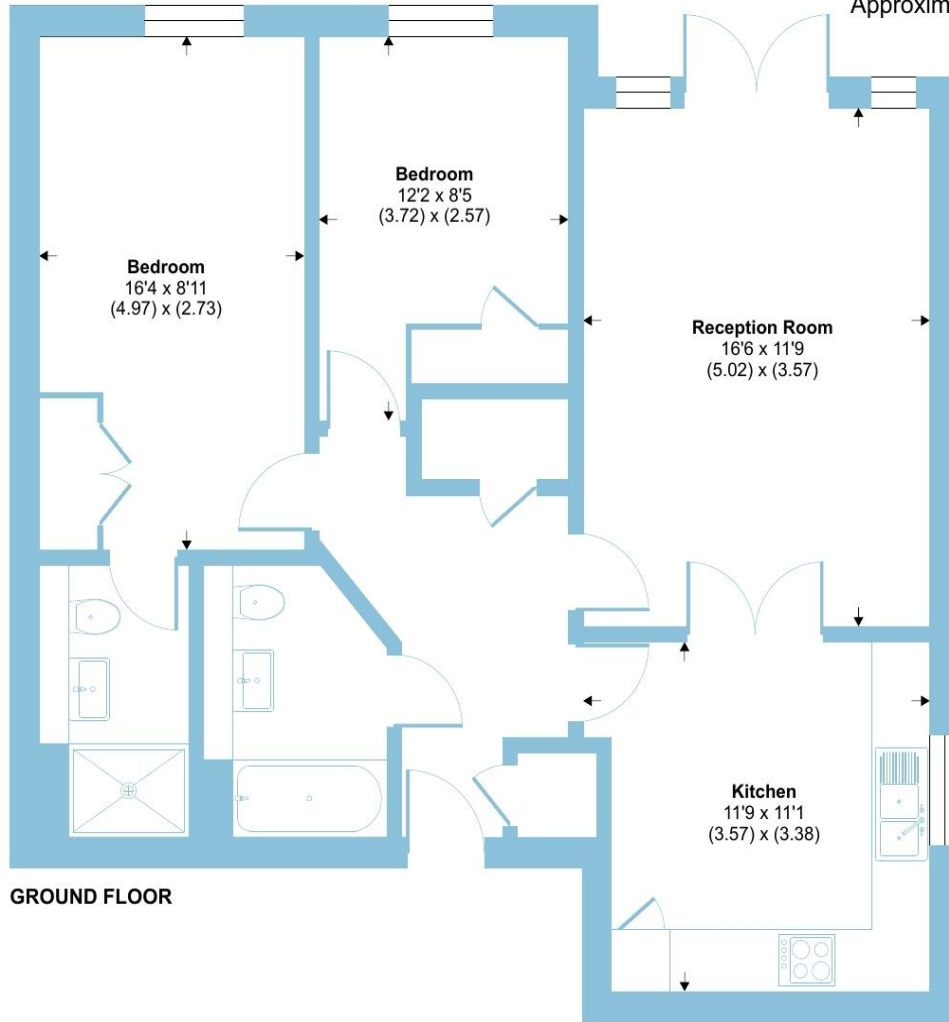 Approxim
Bedroom
12'2 x 8'5
(3.72) x (2.57)
Bedroom
16'4 x 8'11
(4.97) x (2.73)
Reception Room
16'6 x 11'9
(5.02) x (3.57)
Kitchen
11'9 x 11'1
(3.57) x (3.38)
GROUND FLOOR